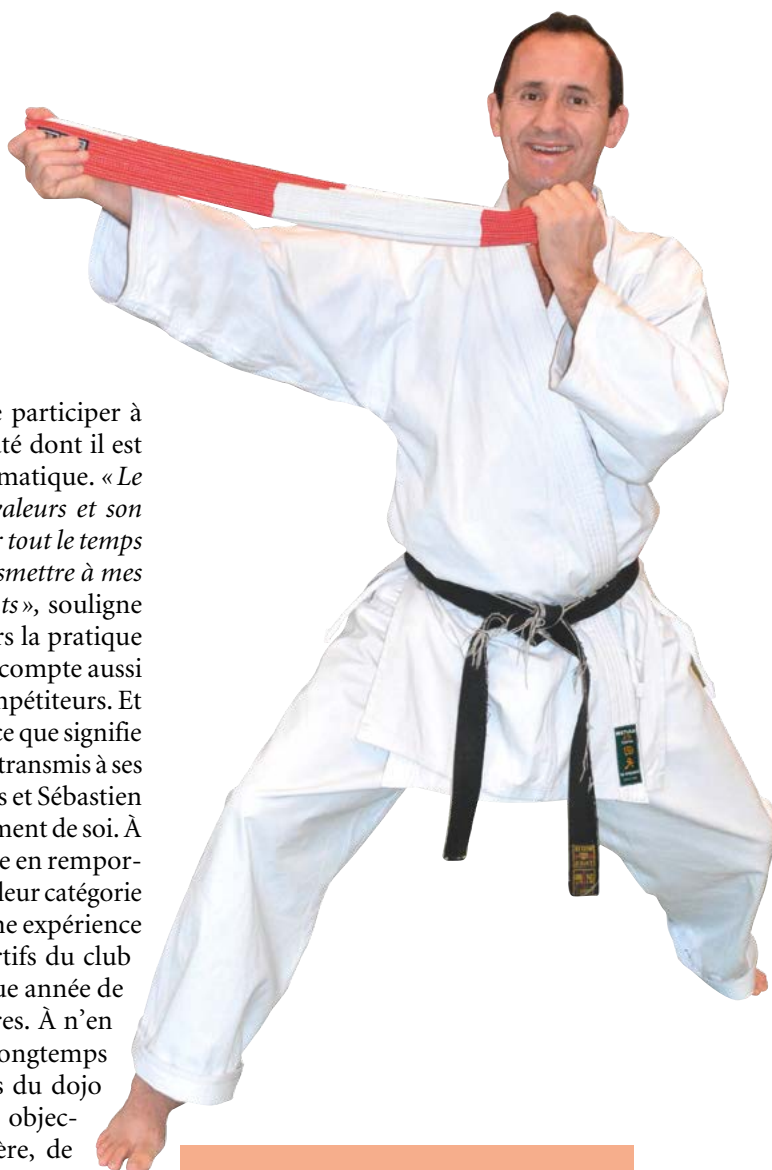 e participer à
té dont il est
matique. « Le
valeurs et son
r tout le temps
smettre à mes
ts », souligne
rs la pratique
compte aussi
mpétiteurs. Et
ce que signifie
transmis à ses
s et Sébastien
ment de soi. À
e en rempor-
leur catégorie
ne expérience
rtifs du club
ue année de
res. À n’en
ongtemps
s du dojo
objec-
ère, de